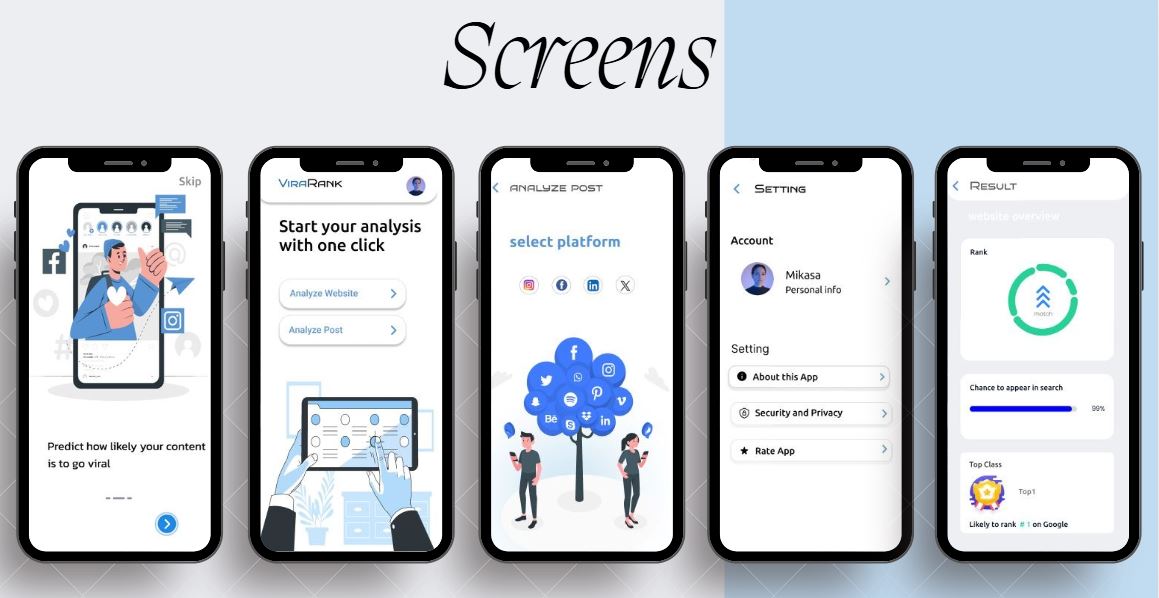 Screens
Skip
Predict how likely your content
is to go viral
ViraRank
Start your analysis
with one click
Analyze Website
Analyze Post
Analyze post
select platform
Bē
Setting
Account
Mikasa
Personal info
Setting
About this App
Security and Privacy
Rate App
Result
website overview
Rank
match
Chance to appear in search
99%
Top Class
Top1
Likely to rank # 1 on Google